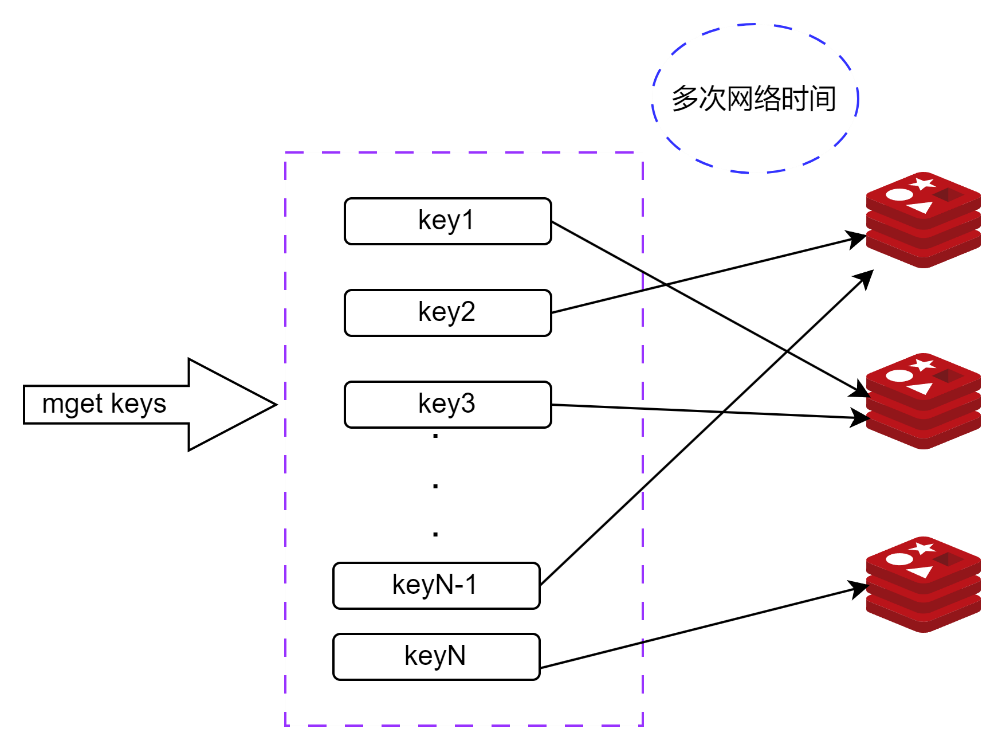 多次网络时间
key1
key2
mget keys
key3
.
.
.
keyN-1
keyN